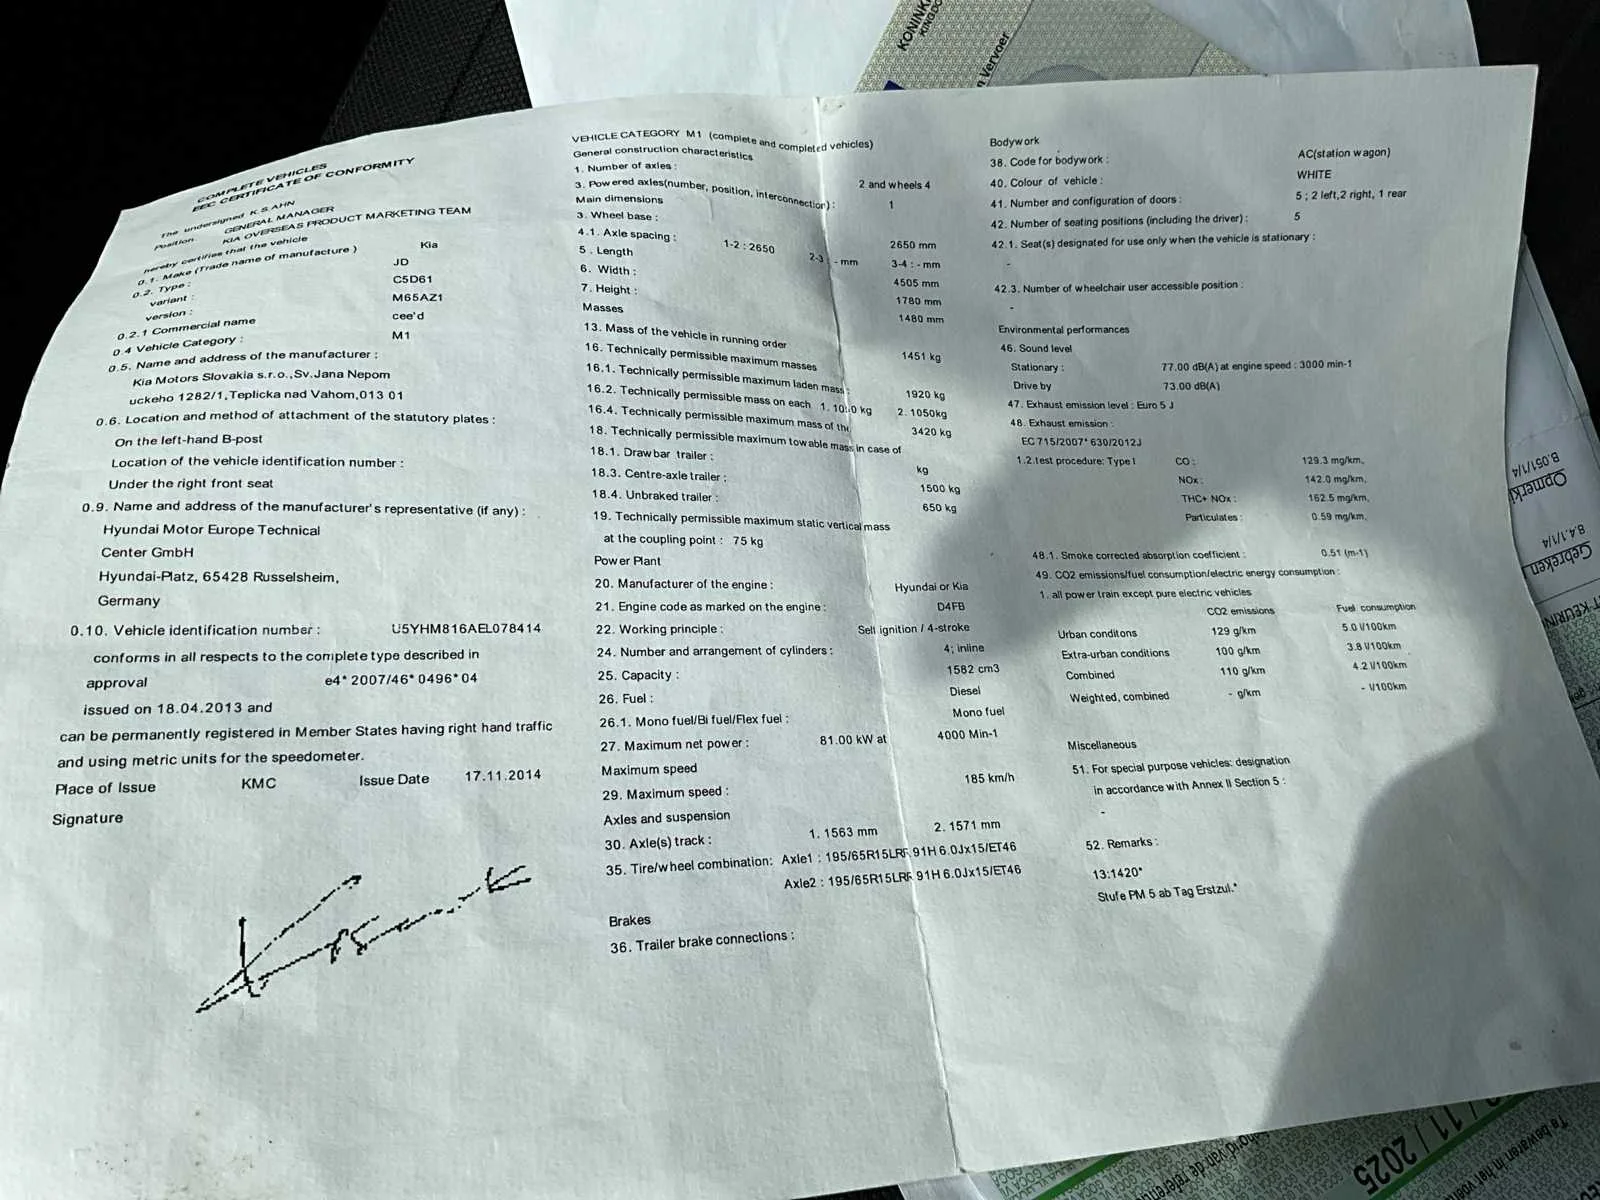 COMPLETE VEHICLES
EEC CERTIFICATE OF CONFORMITY
The undersigned K.S.AHN
Position GENERAL MANAGER
KIA OVERSEAS PRODUCT MARKETING TEAM
hereby certifies that the vehicle
0.1. Make (Trade name of manufacture ) Kia
0.2. Type : JD
variant : C5D61
version : M65AZ1
0.2.1 Commercial name cee'd
0.4 Vehicle Category : M1
0.5. Name and address of the manufacturer :
Kia Motors Slovakia s.r.o.,Sv.Jana Nepom
uckeho 1282/1,Teplicka nad Vahom,013 01
0.6. Location and method of attachment of the statutory plates :
On the left-hand B-post
Location of the vehicle identification number :
Under the right front seat
0.9. Name and address of the manufacturer's representative (if any) :
Hyundai Motor Europe Technical
Center GmbH
Hyundai-Platz, 65428 Russelsheim,
Germany
0.10. Vehicle identification number : U5YHM816AEL078414
conforms in all respects to the complete type described in
approval e4* 2007/46* 0496* 04
issued on 18.04.2013 and
can be permanently registered in Member States having right hand traffic
and using metric units for the speedometer.
Place of Issue KMC Issue Date 17.11.2014
Signature
VEHICLE CATEGORY M1 (complete and completed vehicles)
General construction characteristics
1. Number of axles : 2 and wheels 4
3. Powered axles(number, position, interconnection) : 1
Main dimensions
3. Wheel base : 2650 mm
4.1. Axle spacing : 1-2 : 2650 2-3 : - mm 3-4 : - mm
5. Length 4505 mm
6. Width : 1780 mm
7. Height : 1480 mm
Masses
13. Mass of the vehicle in running order 1451 kg
16. Technically permissible maximum masses
16.1. Technically permissible maximum laden mass : 1920 kg
16.2. Technically permissible mass on each 1. kg 2. 1050kg
16.4. Technically permissible maximum mass of the 3420 kg
18. Technically permissible maximum towable mass in case of
18.1. Drawbar trailer : kg
18.3. Centre-axle trailer : 1500 kg
18.4. Unbraked trailer : 650 kg
19. Technically permissible maximum static vertical mass
at the coupling point : 75 kg
Power Plant
20. Manufacturer of the engine : Hyundai or Kia
21. Engine code as marked on the engine : D4FB
22. Working principle : Self ignition / 4-stroke
24. Number and arrangement of cylinders : 4; inline
25. Capacity : 1582 cm3
26. Fuel : Diesel
26.1. Mono fuel/Bi fuel/Flex fuel : Mono fuel
27. Maximum net power : 81.00 kW at 4000 Min-1
Maximum speed
29. Maximum speed : 185 km/h
Axles and suspension
30. Axle(s) track : 1. 1563 mm 2. 1571 mm
35. Tire/wheel combination: Axle1 : 195/65R15LRR 91H 6.0Jx15/ET46
Axle2 : 195/65R15LRR 91H 6.0Jx15/ET46
Brakes
36. Trailer brake connections :
Bodywork
38. Code for bodywork : AC(station wagon)
40. Colour of vehicle : WHITE
41. Number and configuration of doors : 5 ; 2 left,2 right, 1 rear
42. Number of seating positions (including the driver) : 5
42.1. Seat(s) designated for use only when the vehicle is stationary :
-
42.3. Number of wheelchair user accessible position :
-
Environmental performances
46. Sound level
Stationary : 77.00 dB(A) at engine speed : 3000 min-1
Drive by 73.00 dB(A)
47. Exhaust emission level : Euro 5 J
48. Exhaust emission :
EC 715/2007* 630/2012J
1.2.test procedure: Type I CO : 129.3 mg/km,
NOx : 142.0 mg/km,
THC+ NOx : 162.5 mg/km,
Particulates : 0.59 mg/km,
48.1. Smoke corrected absorption coefficient : 0.51 (m-1)
49. CO2 emissions/fuel consumption/electric energy consumption :
1. all power train except pure electric vehicles
CO2 emissions Fuel consumption
Urban conditons 129 g/km 5.0 l/100km
Extra-urban conditions 100 g/km 3.8 l/100km
Combined 110 g/km 4.2 l/100km
Weighted, combined - g/km - l/100km
Miscellaneous
51. For special purpose vehicles: designation
in accordance with Annex II Section 5 :
-
52. Remarks :
13:1420*
Stufe PM 5 ab Tag Erstzul.*
Vervoer
Opmerki
8.051/1/4
Gebreken
8.4.1/1/4
/ 11 / 2025
Te bewaren in het